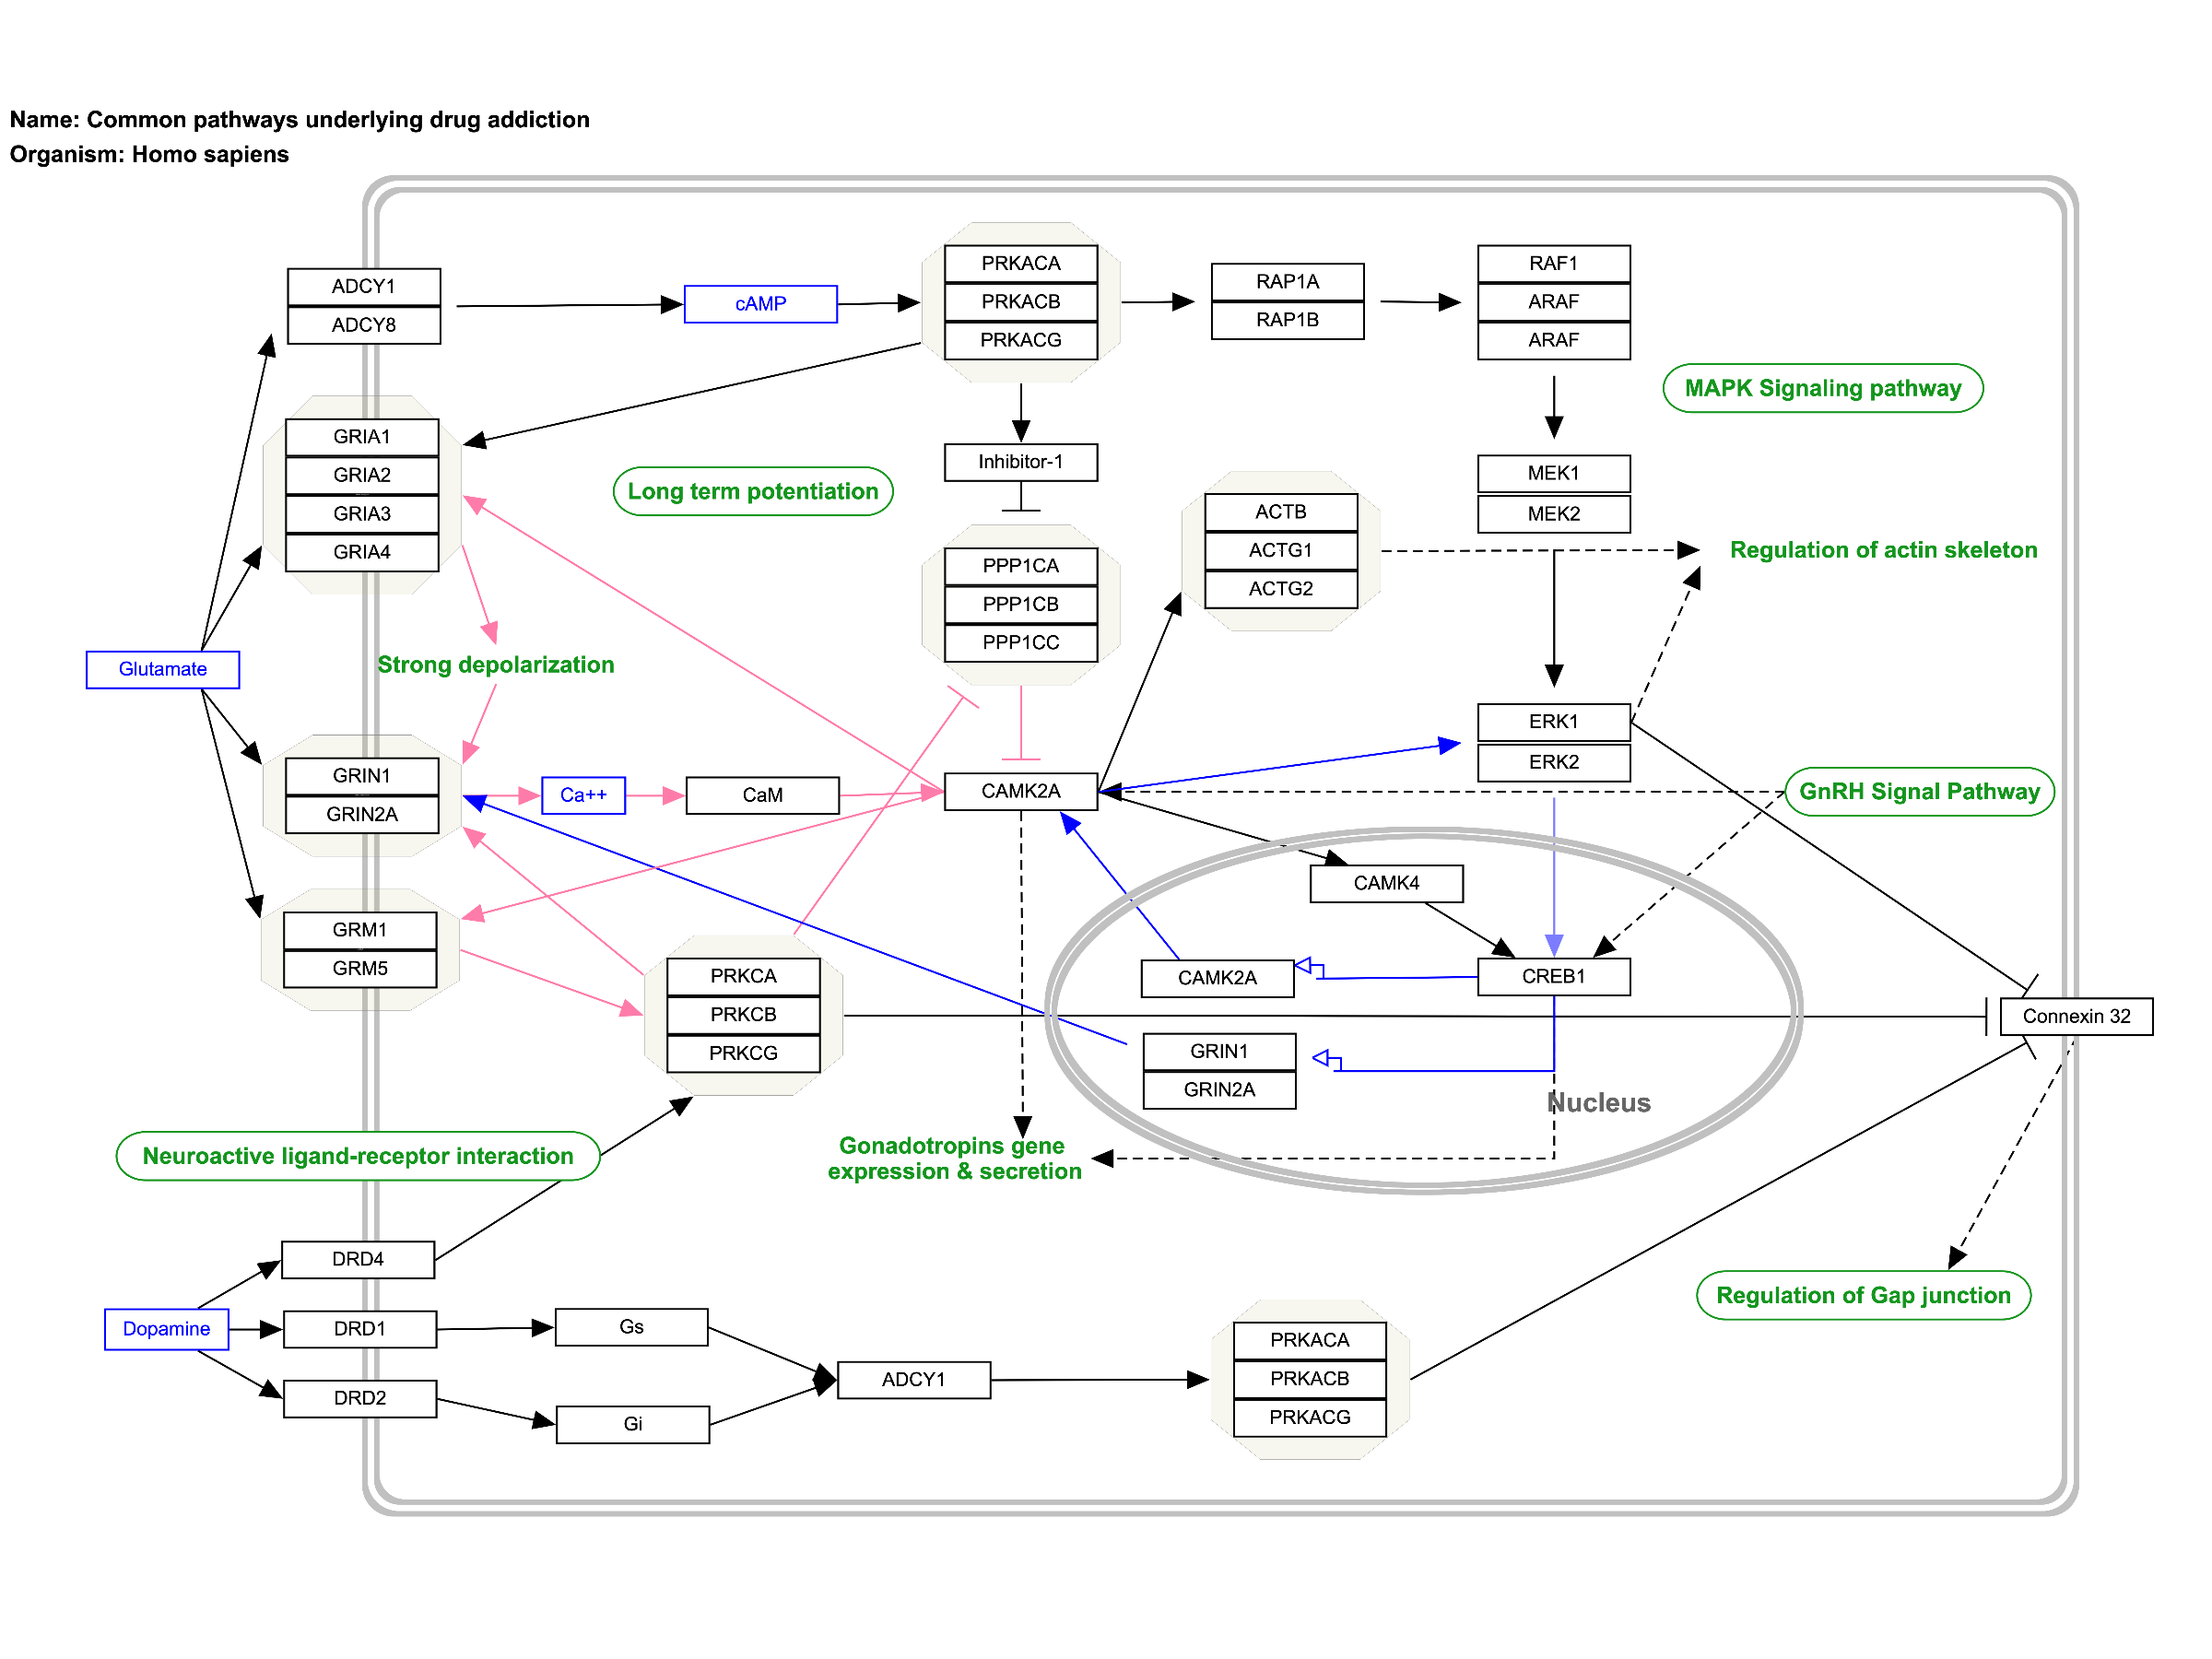 Name: Common pathways underlying drug addiction
Organism: Homo sapiens
ADCY1
ADCY8
cAMP
PRKACA
PRKACB
PRKACG
RAP1A
RAP1B
RAF1
ARAF
ARAF
MAPK Signaling pathway
GRIA1
GRIA2
GRIA3
GRIA4
Long term potentiation
Inhibitor-1
MEK1
MEK2
ACTB
ACTG1
ACTG2
Regulation of actin skeleton
PPP1CA
PPP1CB
PPP1CC
Glutamate
Strong depolarization
ERK1
ERK2
GRIN1
GRIN2A
Ca++
CaM
CAMK2A
GnRH Signal Pathway
CAMK4
GRM1
GRM5
PRKCA
PRKCB
PRKCG
CAMK2A
CREB1
Connexin 32
GRIN1
GRIN2A
Nucleus
Neuroactive ligand-receptor interaction
Gonadotropins gene
expression & secretion
DRD4
Regulation of Gap junction
Dopamine
DRD1
Gs
DRD2
Gi
ADCY1
PRKACA
PRKACB
PRKACG